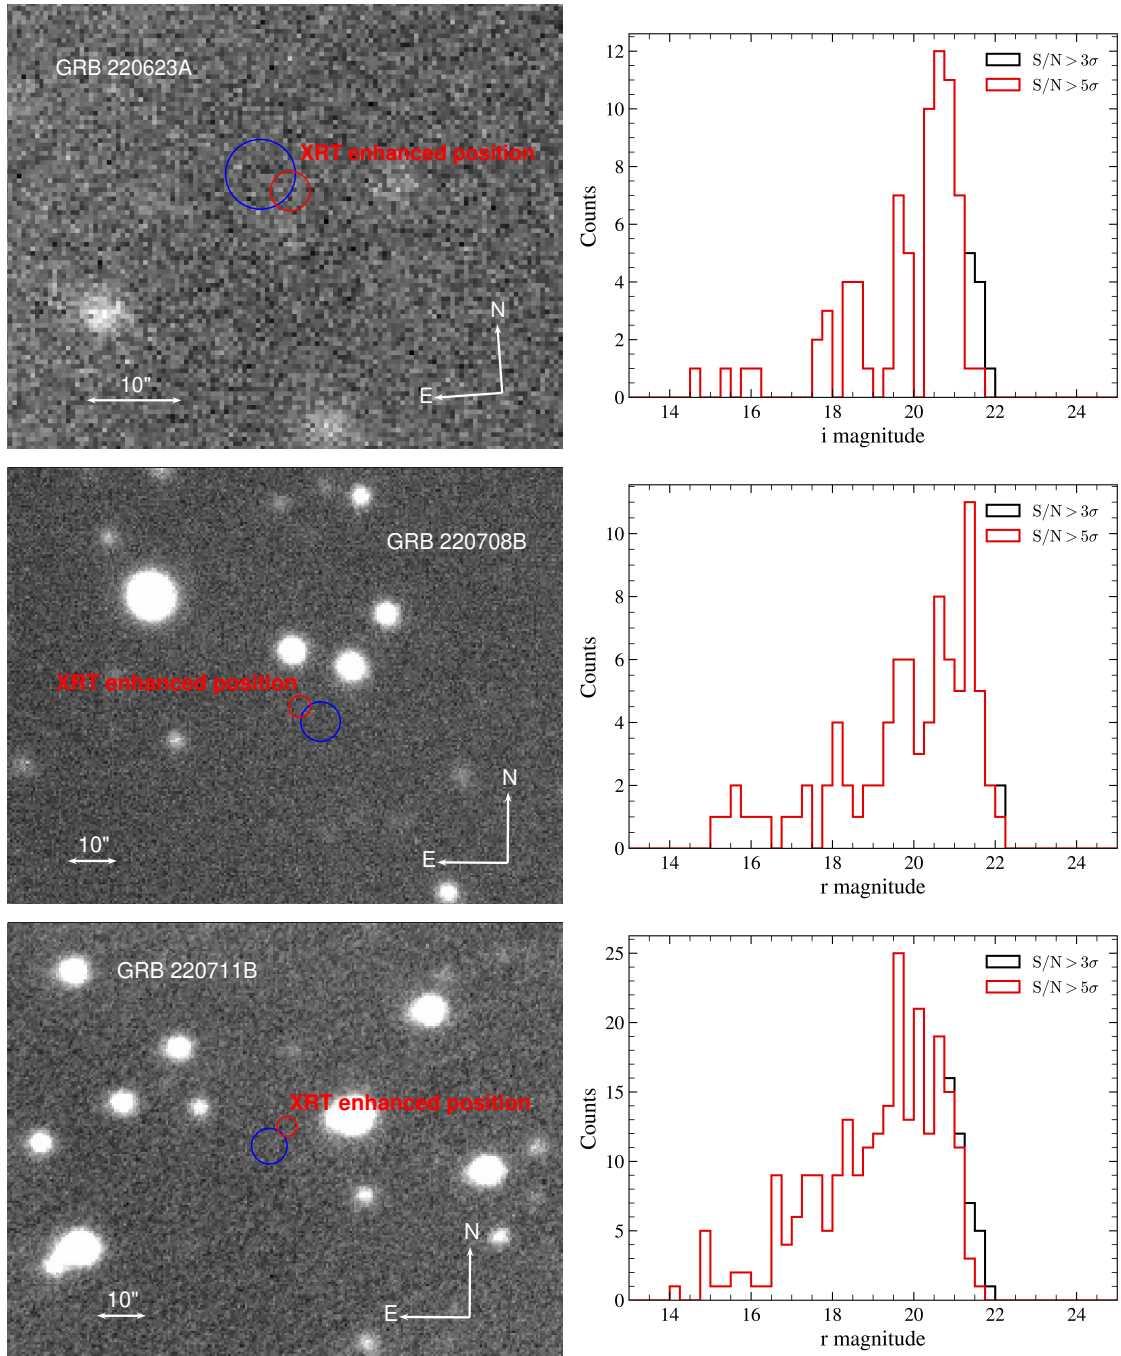 GRB 220623A
XRT enhanced position
N
E
10"
12
10
8
6
4
2
0
Counts
S/N > 3σ
S/N > 5σ
14 16 18 20 22 24
i magnitude
GRB 220708B
XRT enhanced position
N
E
10"
10
8
6
4
2
0
Counts
S/N > 3σ
S/N > 5σ
14 16 18 20 22 24
r magnitude
GRB 220711B
XRT enhanced position
N
E
10"
25
20
15
10
5
0
Counts
S/N > 3σ
S/N > 5σ
14 16 18 20 22 24
r magnitude